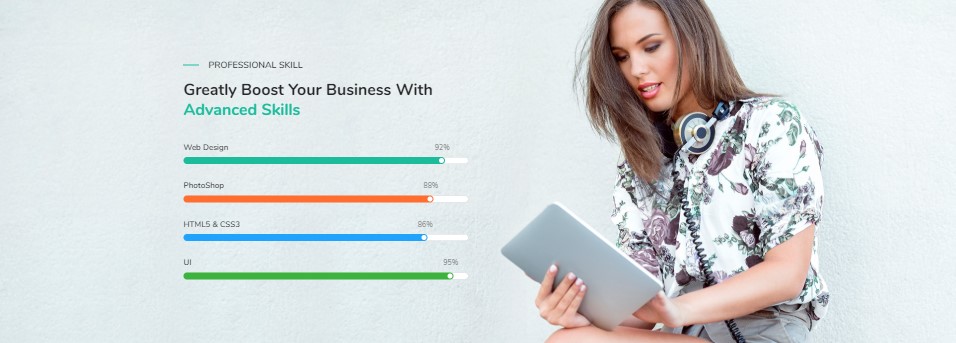 PROFESSIONAL SKILL
Greatly Boost Your Business With
Advanced Skills
Web Design 92%
PhotoShop 88%
HTML5 & CSS3 86%
UI 95%